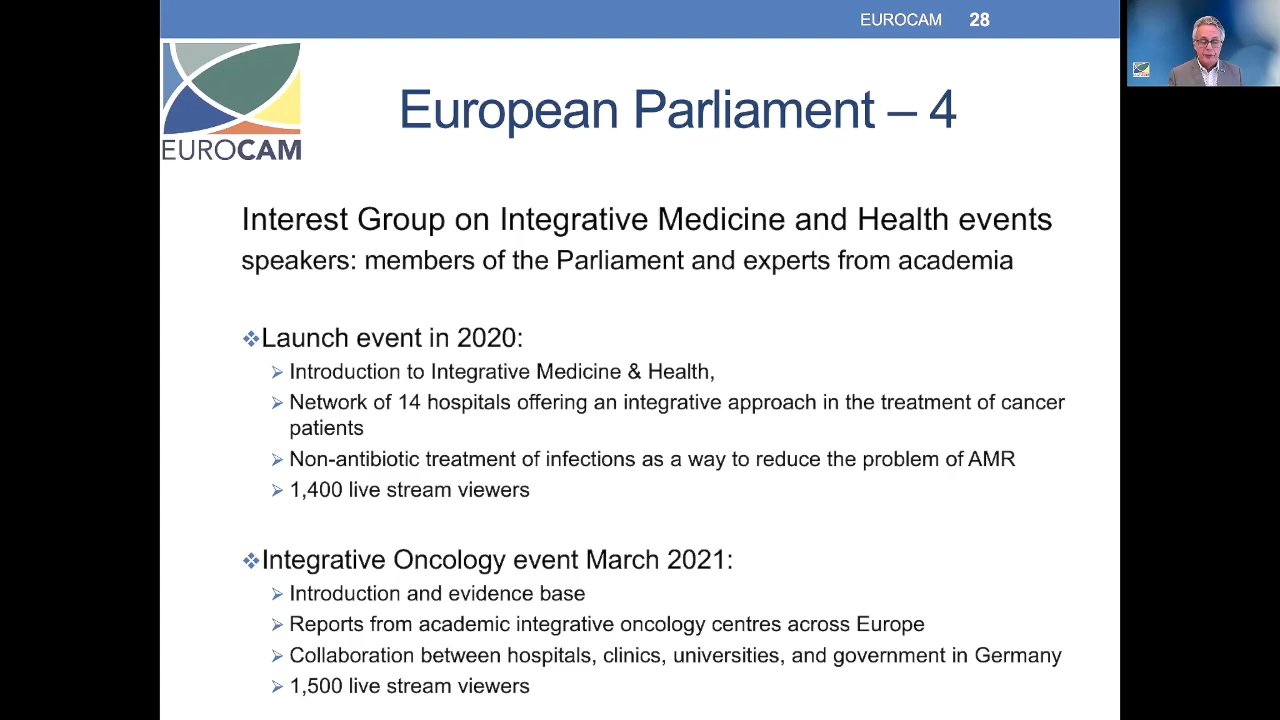 EUROCAM 28
EUROCAM
European Parliament – 4
Interest Group on Integrative Medicine and Health events
speakers: members of the Parliament and experts from academia
Launch event in 2020:
Introduction to Integrative Medicine & Health,
Network of 14 hospitals offering an integrative approach in the treatment of cancer
patients
Non-antibiotic treatment of infections as a way to reduce the problem of AMR
1,400 live stream viewers
Integrative Oncology event March 2021:
Introduction and evidence base
Reports from academic integrative oncology centres across Europe
Collaboration between hospitals, clinics, universities, and government in Germany
1,500 live stream viewers